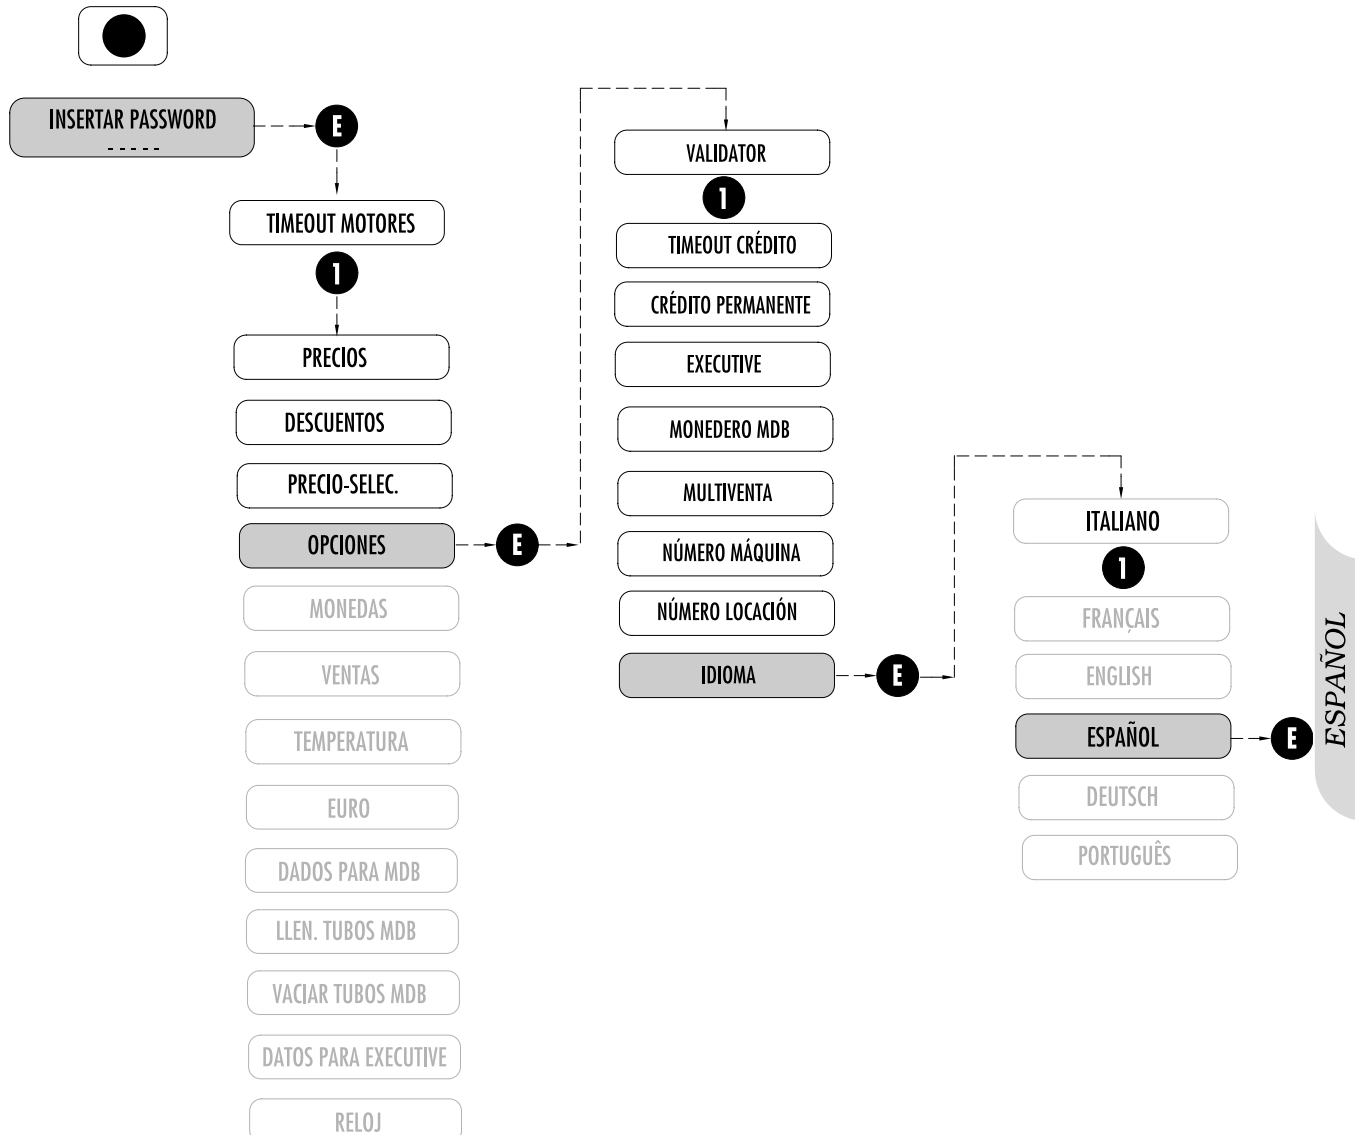 INSERTAR PASSWORD
- - - - -
E
TIMEOUT MOTORES
1
PRECIOS
DESCUENTOS
PRECIO-SELEC.
OPCIONES
E
MONEDAS
VENTAS
TEMPERATURA
EURO
DADOS PARA MDB
LLEN. TUBOS MDB
VACIAR TUBOS MDB
DATOS PARA EXECUTIVE
RELOJ
VALIDATOR
1
TIMEOUT CRÉDITO
CRÉDITO PERMANENTE
EXECUTIVE
MONEDERO MDB
MULTIVENTA
NÚMERO MÁQUINA
NÚMERO LOCACIÓN
IDIOMA
E
ITALIANO
1
FRANÇAIS
ENGLISH
ESPAÑOL
E
DEUTSCH
PORTUGUÊS
ESPAÑOL